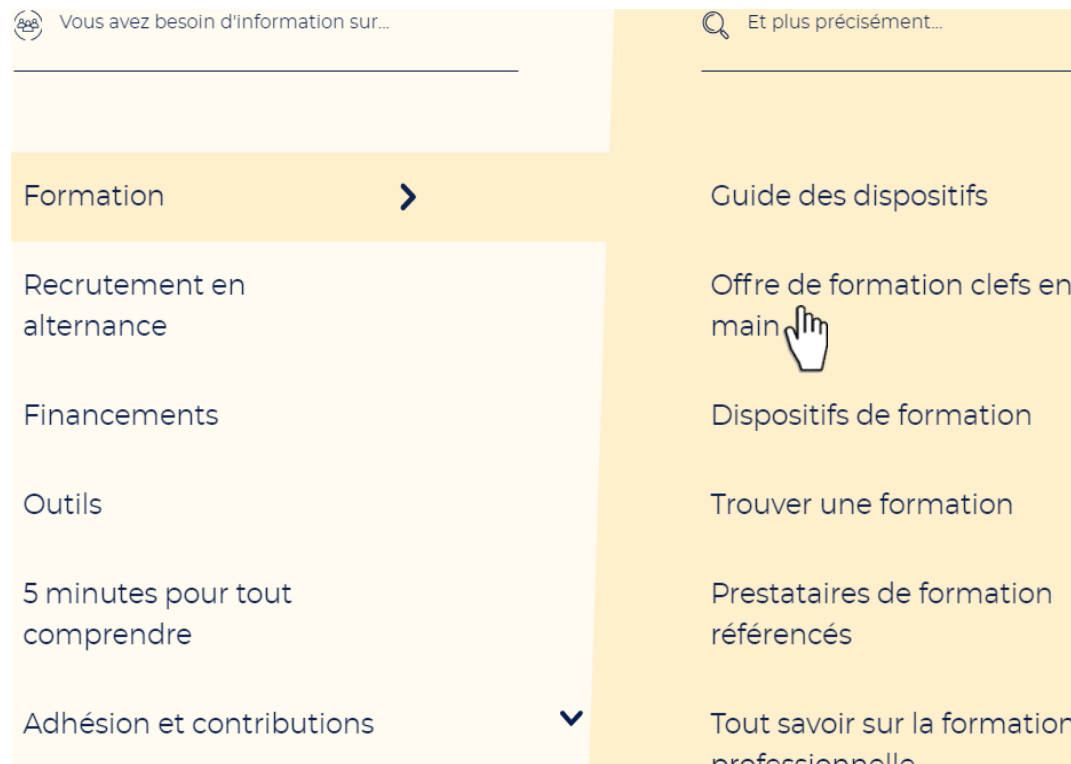 Vous avez besoin d'information sur...
Formation
Recrutement en
alternance
Financements
Outils
5 minutes pour tout
comprendre
Adhésion et contributions
Et plus précisément...
Guide des dispositifs
Offre de formation clefs en
main
Dispositifs de formation
Trouver une formation
Prestataires de formation
référencés
Tout savoir sur la formation
professionnelle